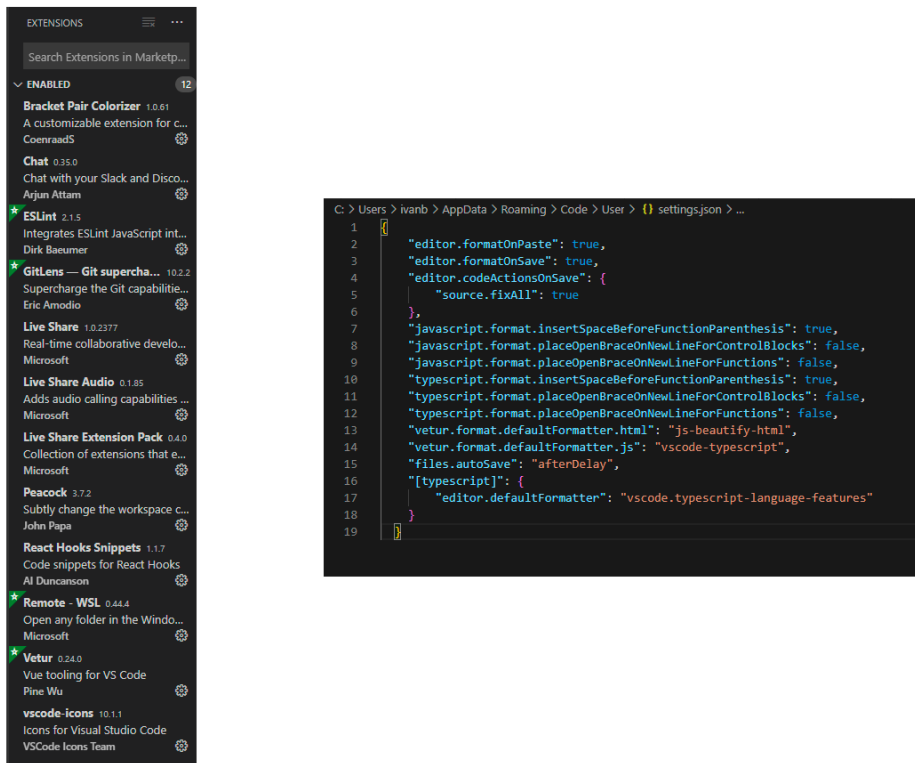 EXTENSIONS
Search Extensions in Marketp...
ENABLED 12
Bracket Pair Colorizer 1.0.61
A customizable extension for c...
CoenraadS
Chat 0.35.0
Chat with your Slack and Disco...
Arjun Attam
ESLint 2.1.5
Integrates ESLint JavaScript int...
Dirk Baeumer
GitLens — Git supercha... 10.2.2
Supercharge the Git capabilitie...
Eric Amodio
Live Share 1.0.2377
Real-time collaborative develo...
Microsoft
Live Share Audio 0.1.85
Adds audio calling capabilities ...
Microsoft
Live Share Extension Pack 0.4.0
Collection of extensions that e...
Microsoft
Peacock 3.7.2
Subtly change the workspace c...
John Papa
React Hooks Snippets 1.1.7
Code snippets for React Hooks
Al Duncanson
Remote - WSL 0.44.4
Open any folder in the Windo...
Microsoft
Vetur 0.24.0
Vue tooling for VS Code
Pine Wu
vscode-icons 10.1.1
Icons for Visual Studio Code
VSCode Icons Team
C: > Users > ivanb > AppData > Roaming > Code > User > {} settings.json > ...
1 {
2 "editor.formatOnPaste": true,
3 "editor.formatOnSave": true,
4 "editor.codeActionsOnSave": {
5 "source.fixAll": true
6 },
7 "javascript.format.insertSpaceBeforeFunctionParenthesis": true,
8 "javascript.format.placeOpenBraceOnNewLineForControlBlocks": false,
9 "javascript.format.placeOpenBraceOnNewLineForFunctions": false,
10 "typescript.format.insertSpaceBeforeFunctionParenthesis": true,
11 "typescript.format.placeOpenBraceOnNewLineForControlBlocks": false,
12 "typescript.format.placeOpenBraceOnNewLineForFunctions": false,
13 "vetur.format.defaultFormatter.html": "js-beautify-html",
14 "vetur.format.defaultFormatter.js": "vscode-typescript",
15 "files.autoSave": "afterDelay",
16 "[typescript]": {
17 "editor.defaultFormatter": "vscode.typescript-language-features"
18 }
19 }